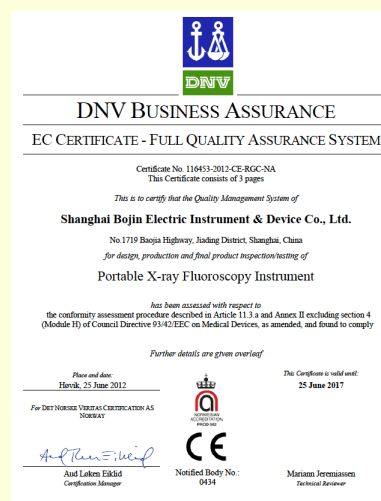 DNV
DNV BUSINESS ASSURANCE
EC CERTIFICATE - FULL QUALITY ASSURANCE SYSTEM
Certificate No. 116453-2012-CE-RGC-NA
This Certificate consists of 3 pages
This is to certify that the Quality Management System of
Shanghai Bojin Electric Instrument & Device Co., Ltd.
No.1719 Baojia Highway, Jiading District, Shanghai, China
for design, production and final product inspection/testing of
Portable X-ray Fluoroscopy Instrument
has been assessed with respect to
the conformity assessment procedure described in Article 11.3.a and Annex II excluding section 4
(Module H) of Council Directive 93/42/EEC on Medical Devices, as amended, and found to comply
Further details are given overleaf
Place and date:
Høvik, 25 June 2012
This Certificate is valid until:
25 June 2017
For DET NORSKE VERITAS CERTIFICATION AS
NORWAY
NORWEGIAN
ACCREDITATION
PROD 002
CE
Aud Løken Eiklid
Certification Manager
Notified Body No.:
0434
Mariann Jeremiassen
Technical Reviewer